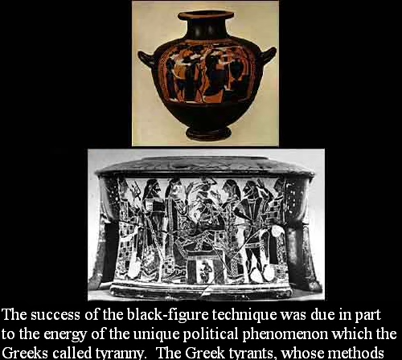 The success of the black-figure technique was due in part
to the energy of the unique political phenomenon which the
Greeks called tyranny.  The Greek tyrants, whose methods